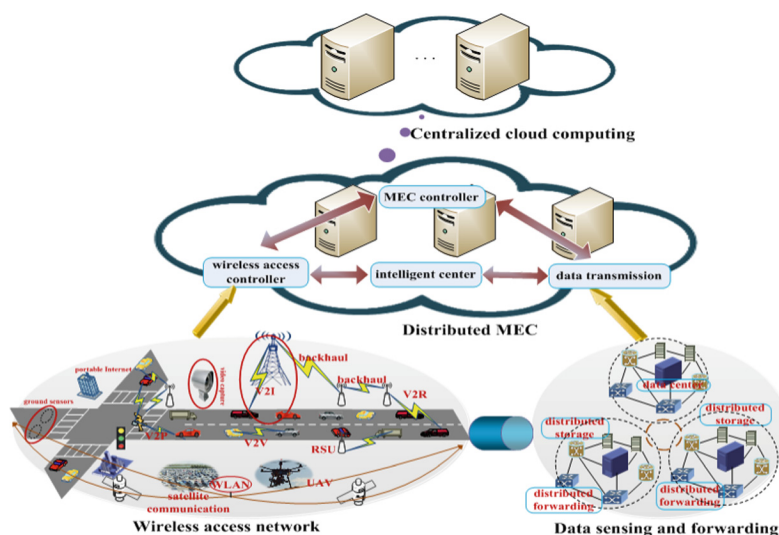 . . .
Centralized cloud computing
MEC controller
wireless access
controller
intelligent center
data transmission
Distributed MEC
portable Internet
ground sensors
video capture
V2I
backhaul
backhaul
V2R
V2P
V2V
RSU
WLAN
satellite
communication
UAV
Wireless access network
data center
distributed
storage
distributed
storage
distributed
forwarding
distributed
forwarding
Data sensing and forwarding